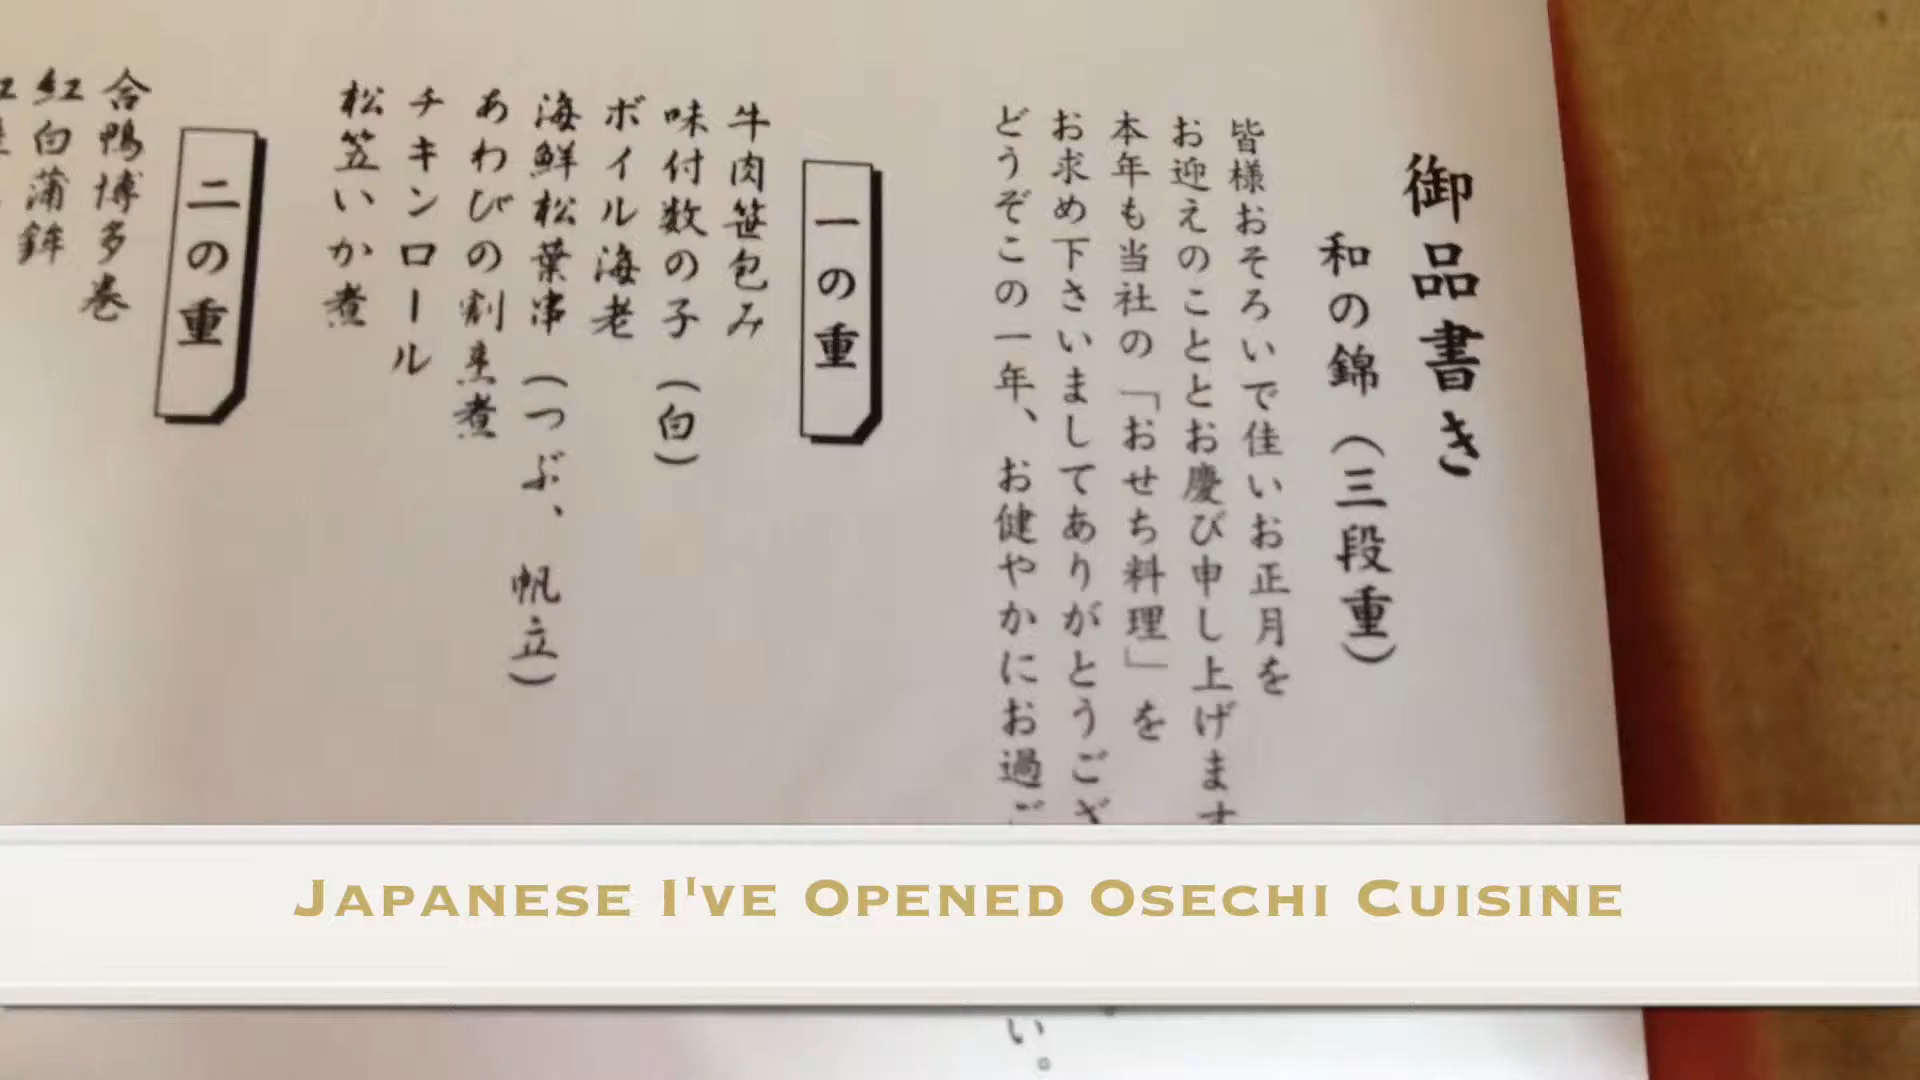 御品書き
和の錦（三段重）
皆様おそろいで佳いお正月を
お迎えのこととお慶び申し上げます
本年も当社の「おせち料理」を
お求め下さいましてありがとうござ
どうぞこの一年、お健やかにお過ご
い。
一の重
牛肉笹包み
味付数の子（白）
ボイル海老
海鮮松葉串（つぶ、帆立）
あわびの割烹煮
チキンロール
松笠いか煮
二の重
合鴨博多巻
紅白蒲鉾
Japanese I've Opened Osechi Cuisine